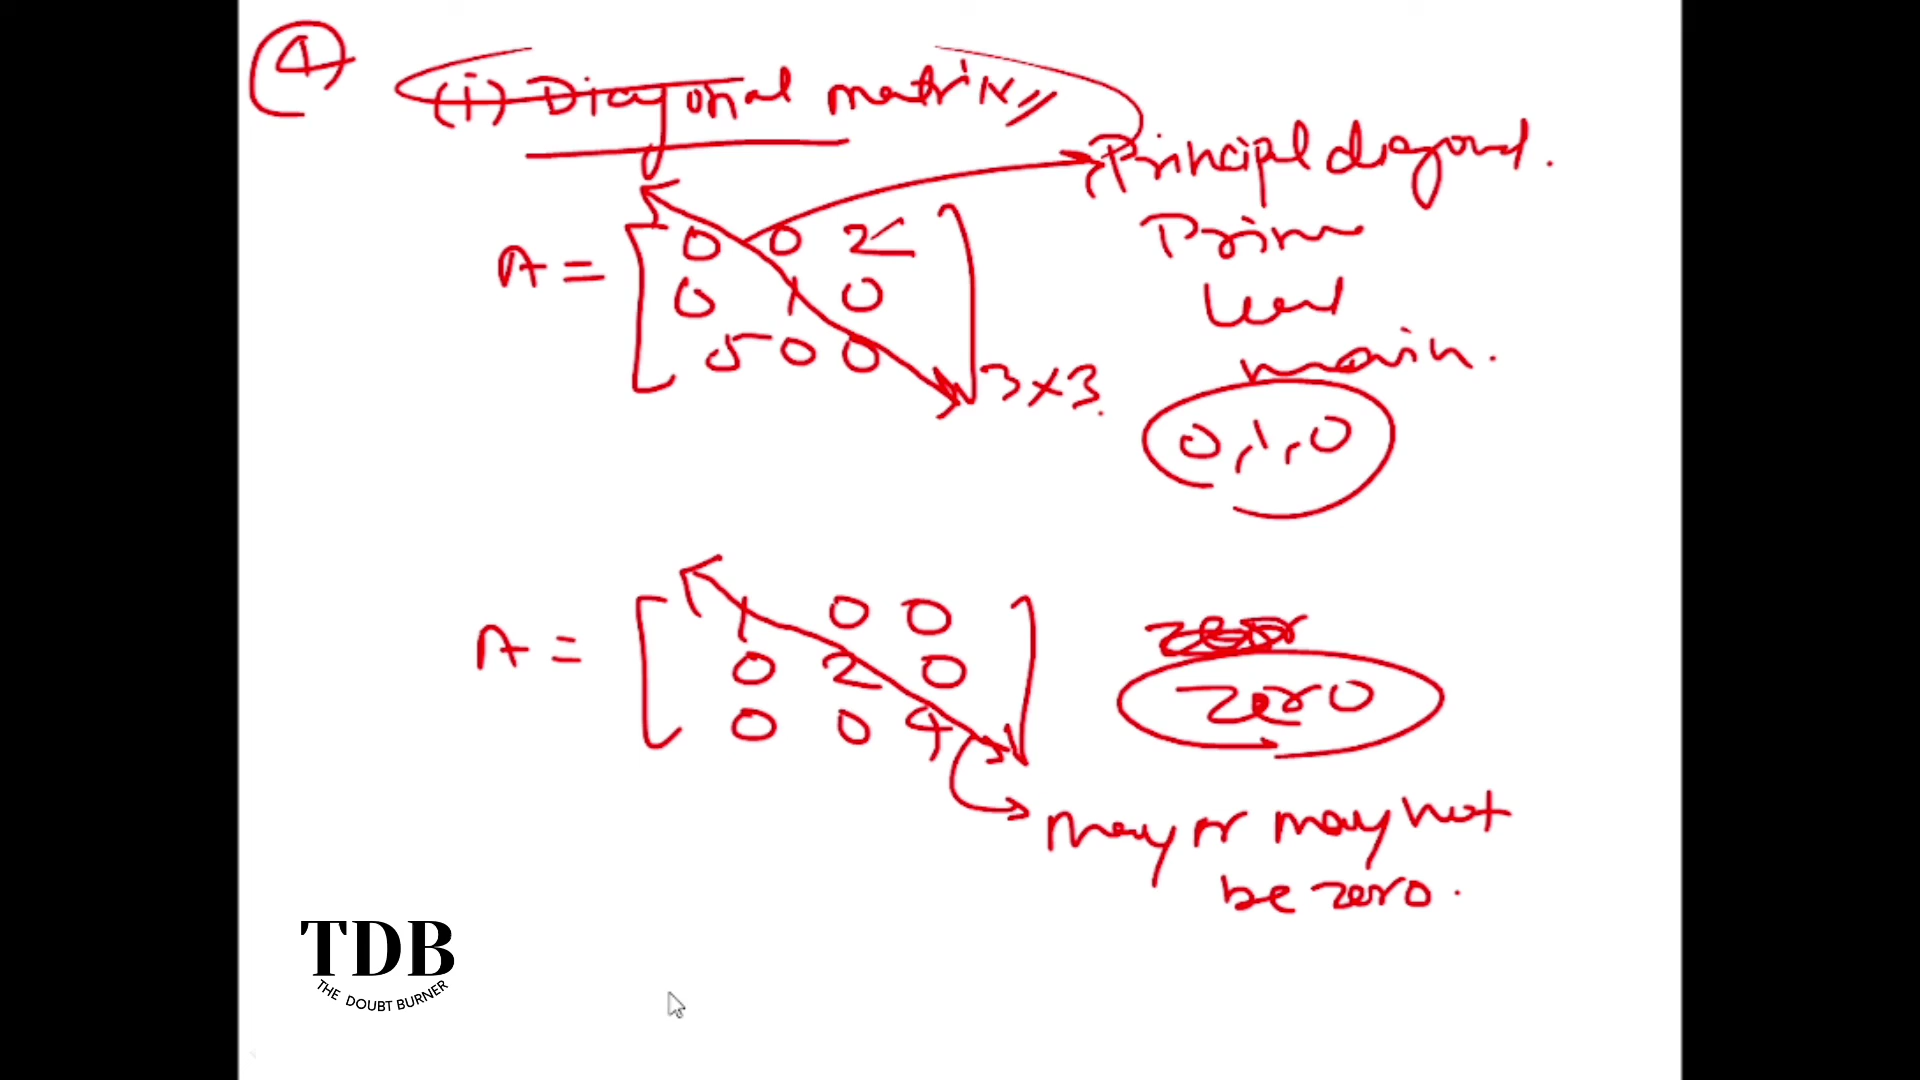 4
(i) Diagonal matrix
Principal diagonal.
Prime
Lead
main.
A = [ 0 0 2
0 1 0
5 0 0 ] 3×3.
0,1,0
A = [ 1 0 0
0 2 0
0 0 4 ]
zero
may or may not
be zero.
TDB
THE DOUBT BURNER